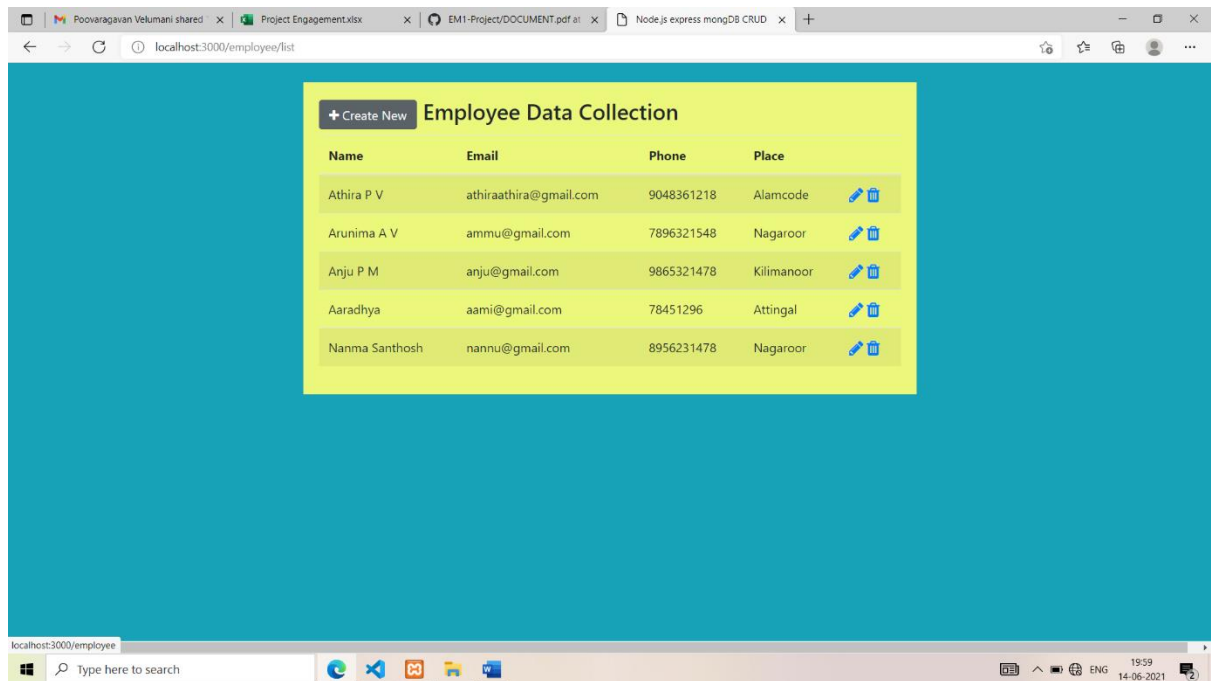 Poovaragavan Velumani shared
Project Engagement.xlsx
EM1-Project/DOCUMENT.pdf at
Node.js express mongDB CRUD
localhost:3000/employee/list
Create New
Employee Data Collection
Name Email Phone Place
Athira P V athiraathira@gmail.com 9048361218 Alamcode
Arunima A V ammu@gmail.com 7896321548 Nagaroor
Anju P M anju@gmail.com 9865321478 Kilimanoor
Aaradhya aami@gmail.com 78451296 Attingal
Nanma Santhosh nannu@gmail.com 8956231478 Nagaroor
localhost:3000/employee
Type here to search
ENG
19:59
14-06-2021
2